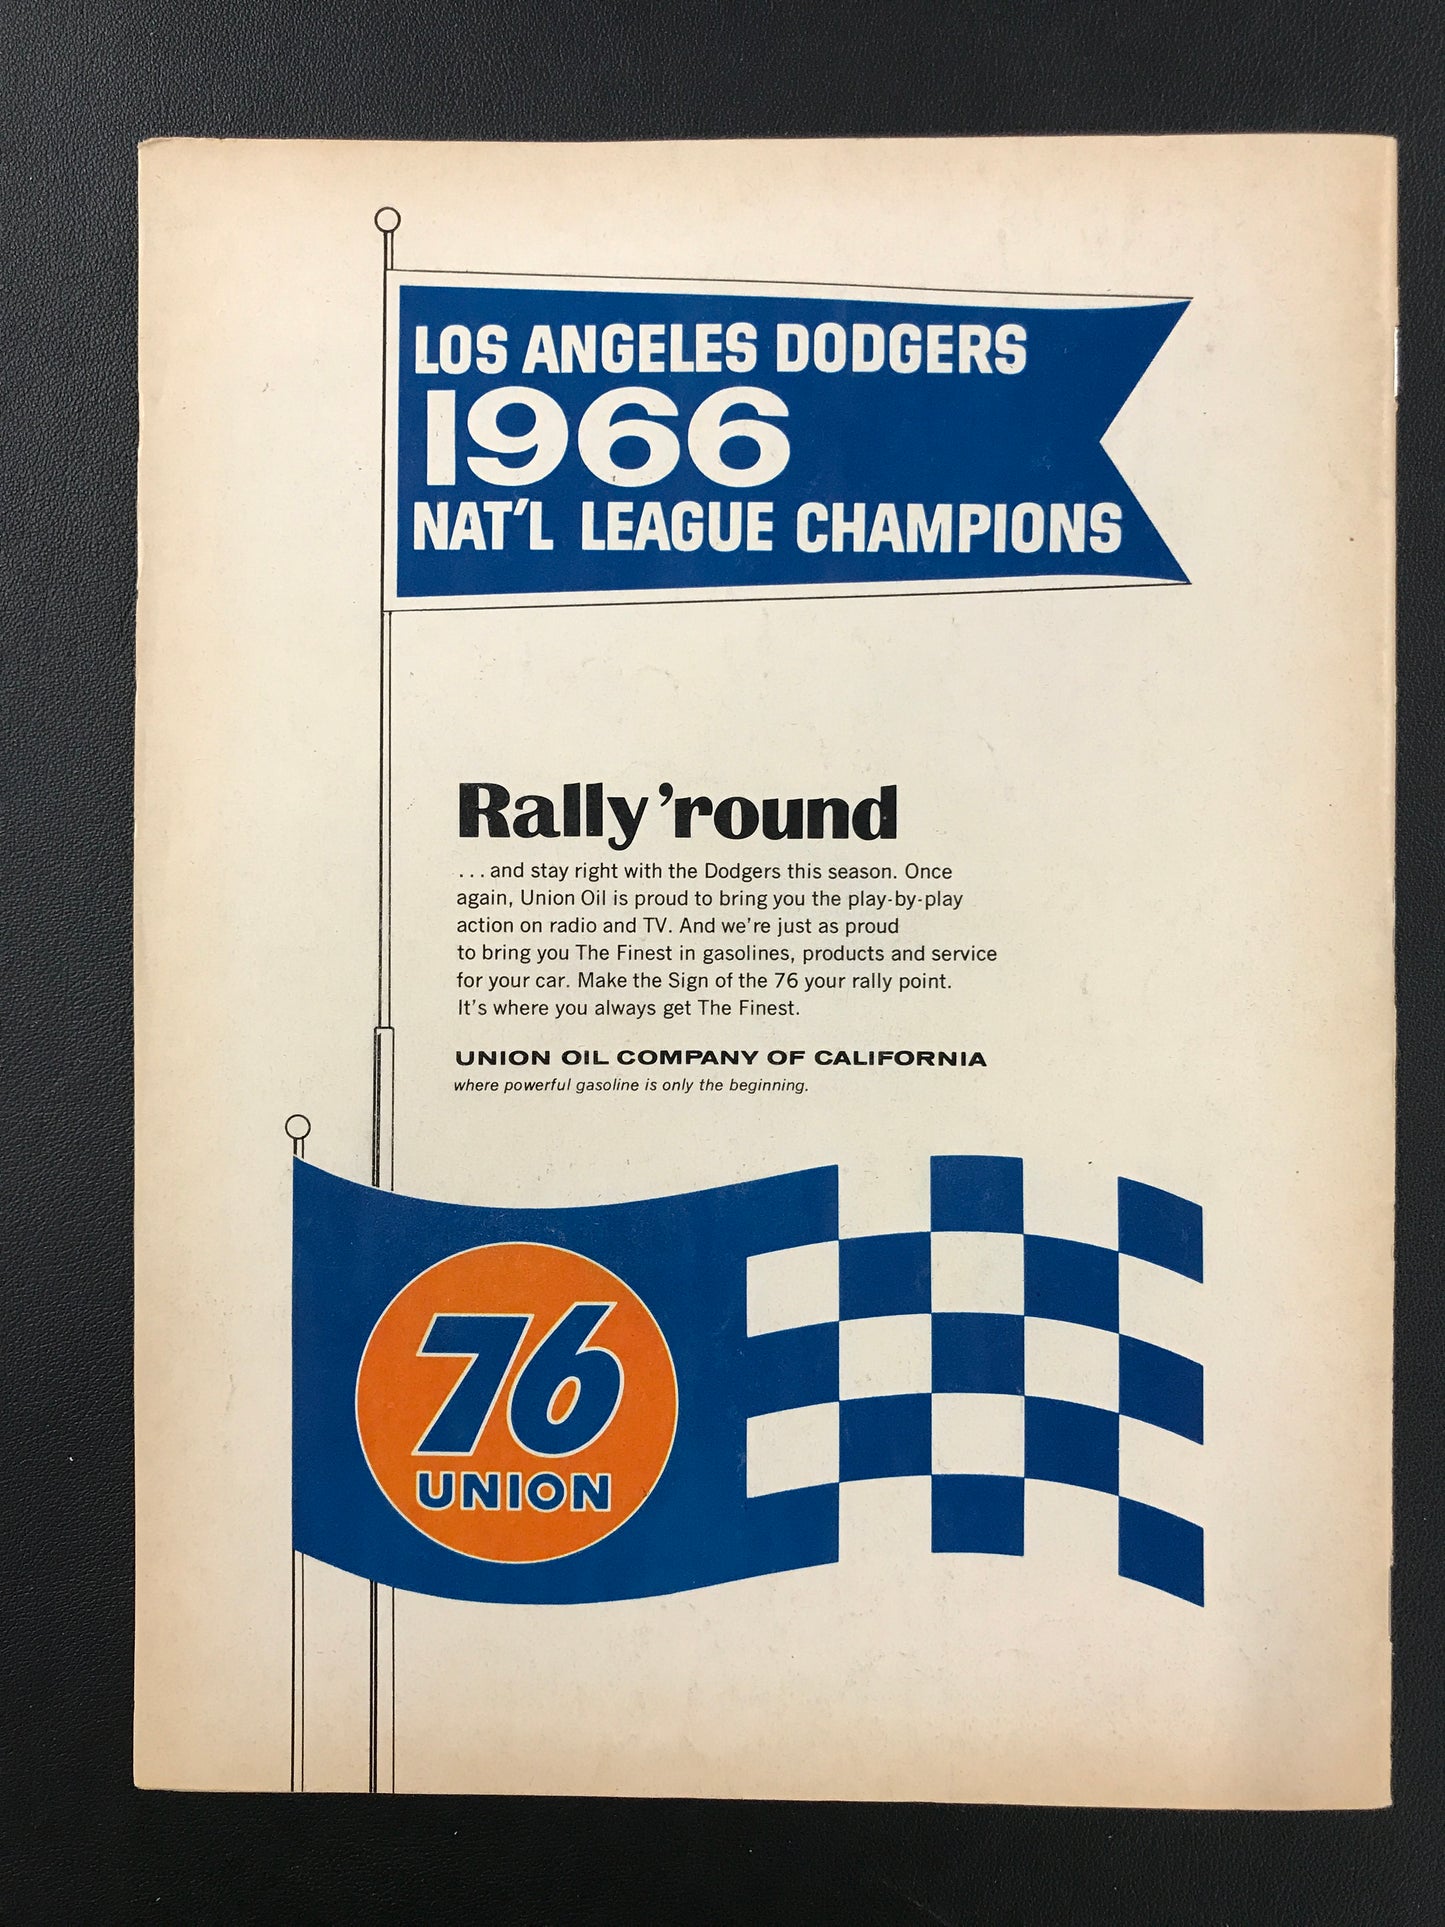 LOS ANGELES DODGERS
1966
NAT'L LEAGUE CHAMPIONS
Rally 'round
...and stay right with the Dodgers this season. Once
again, Union Oil is proud to bring you the play-by-play
action on radio and TV. And we're just as proud
to bring you The Finest in gasolines, products and service
for your car. Make the Sign of the 76 your rally point.
It's where you always get The Finest.
UNION OIL COMPANY OF CALIFORNIA
where powerful gasoline is only the beginning.
76
UNION